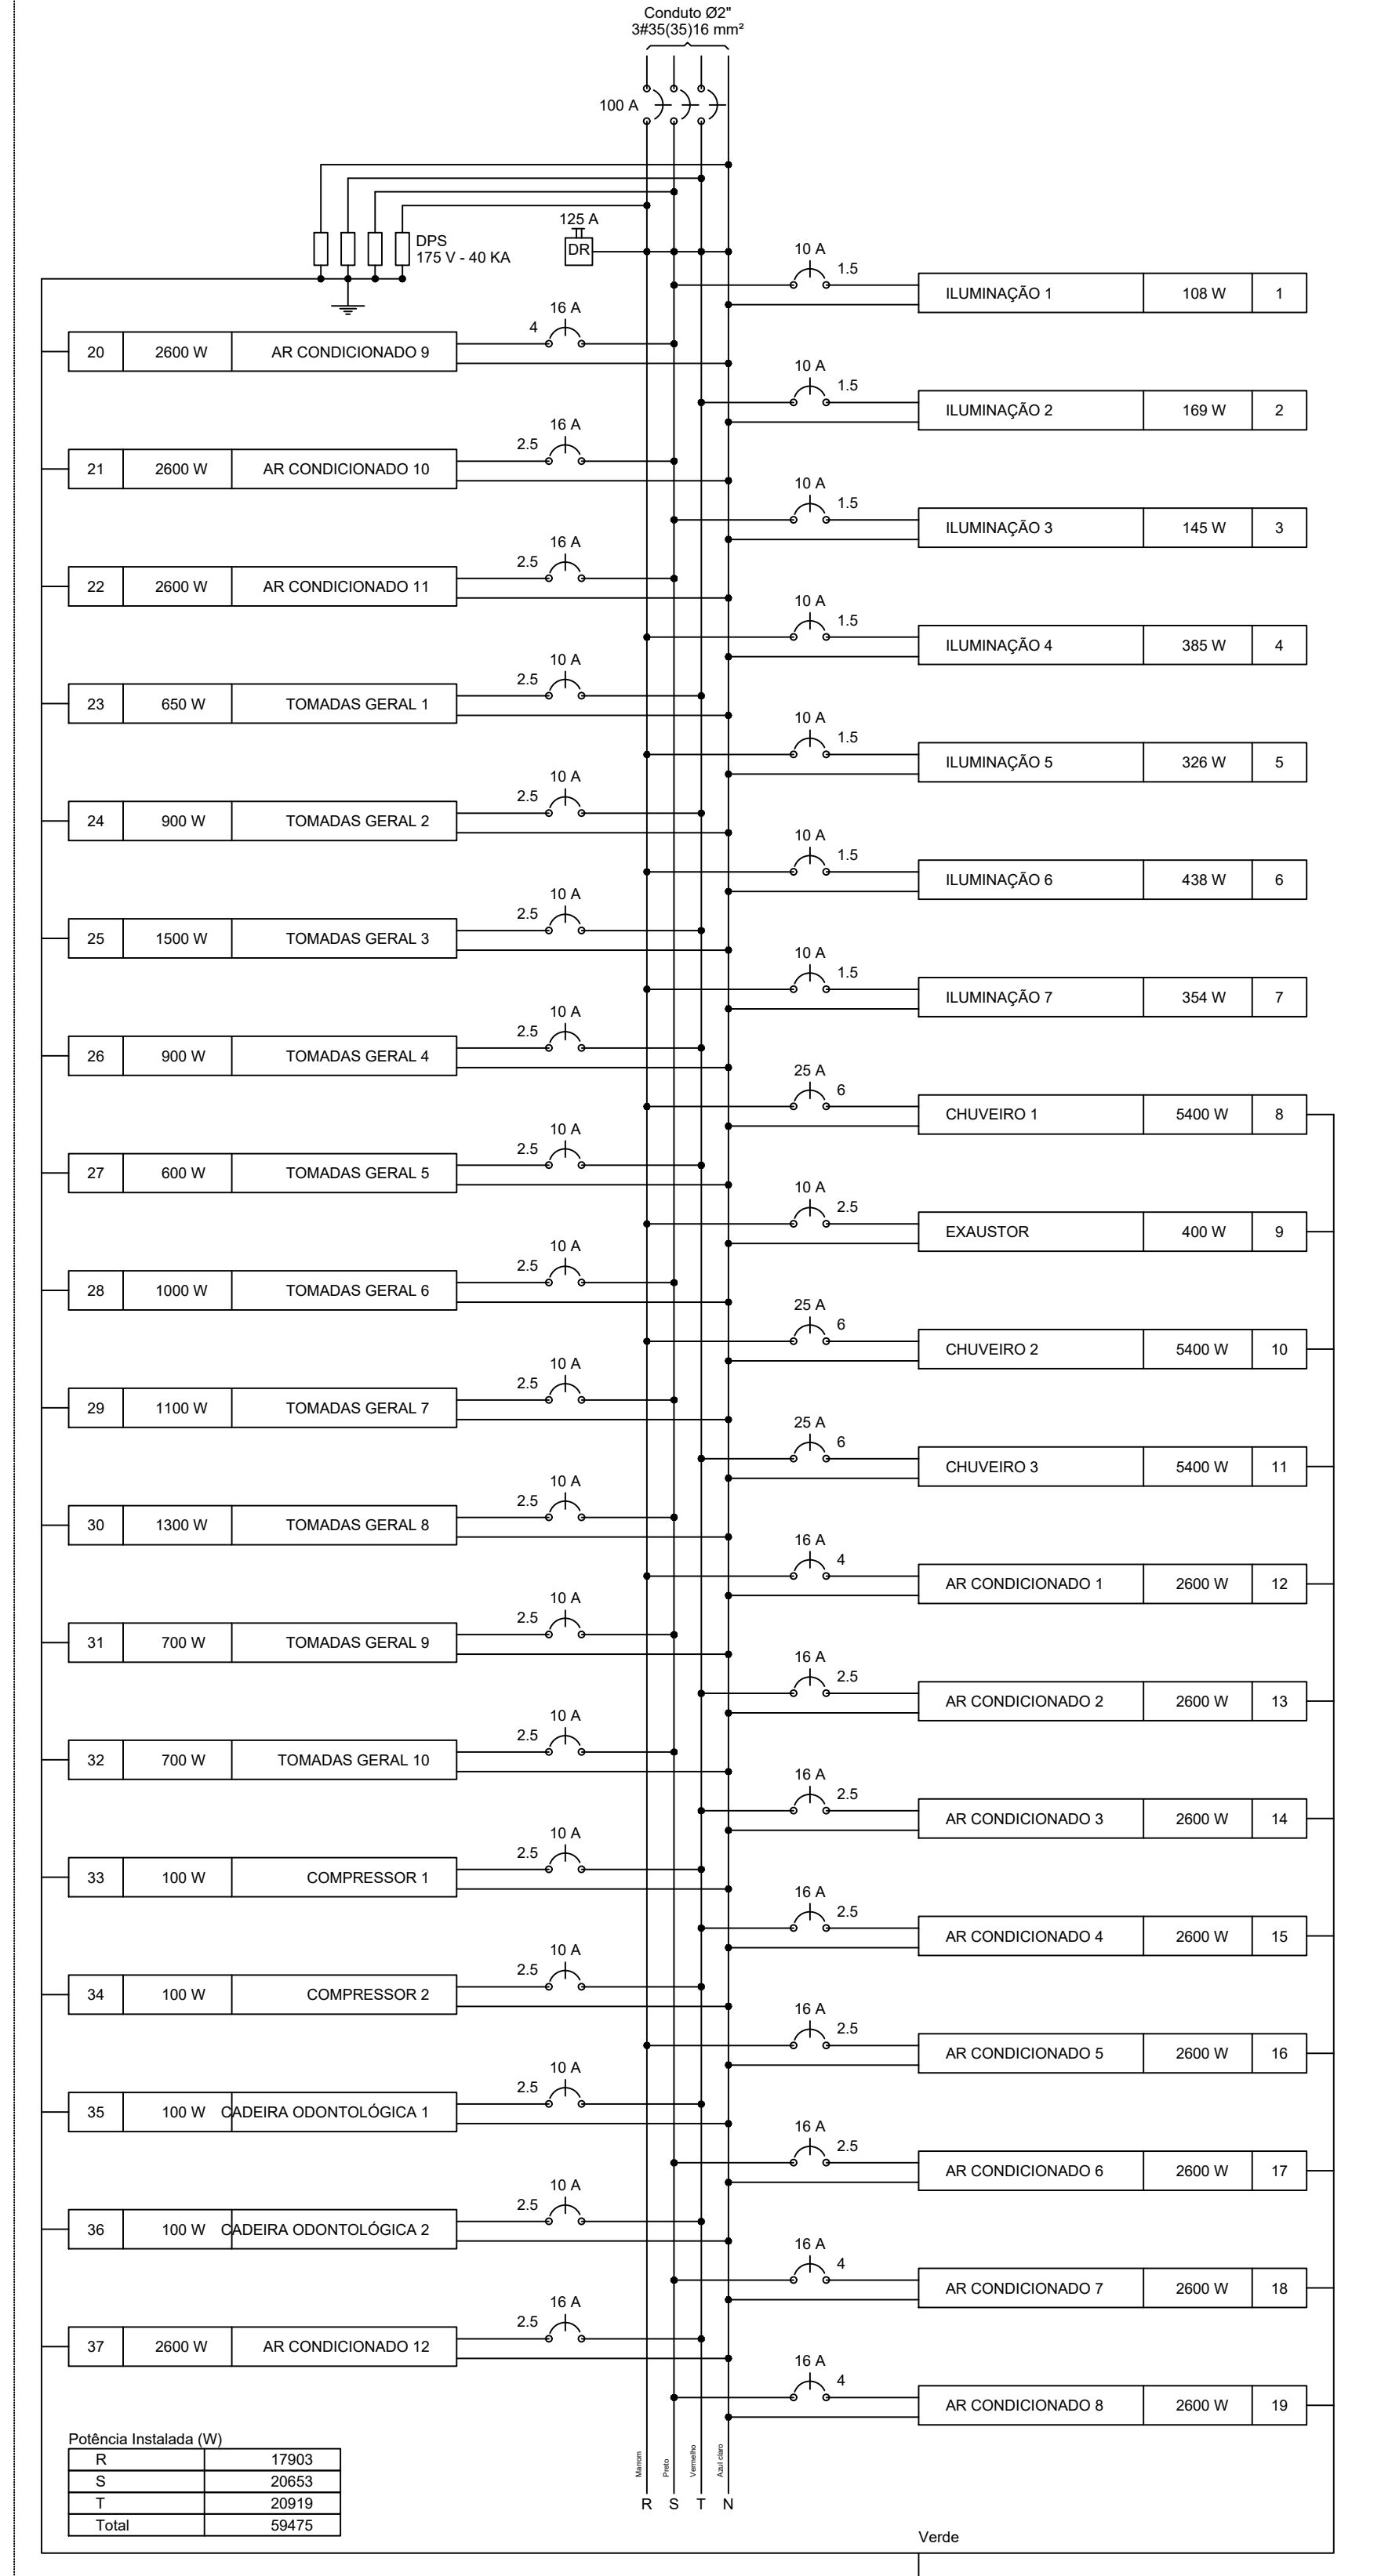 Conduto Ø2"
3#35(35)16 mm²
100 A
DPS
175 V - 40 KA
125 A
DR
10 A
1.5
ILUMINAÇÃO 1 108 W 1
16 A
4
20 2600 W AR CONDICIONADO 9
10 A
1.5
ILUMINAÇÃO 2 169 W 2
16 A
2.5
21 2600 W AR CONDICIONADO 10
10 A
1.5
ILUMINAÇÃO 3 145 W 3
16 A
2.5
22 2600 W AR CONDICIONADO 11
10 A
1.5
ILUMINAÇÃO 4 385 W 4
10 A
2.5
23 650 W TOMADAS GERAL 1
10 A
1.5
ILUMINAÇÃO 5 326 W 5
10 A
2.5
24 900 W TOMADAS GERAL 2
10 A
1.5
ILUMINAÇÃO 6 438 W 6
10 A
2.5
25 1500 W TOMADAS GERAL 3
10 A
1.5
ILUMINAÇÃO 7 354 W 7
10 A
2.5
26 900 W TOMADAS GERAL 4
25 A
6
CHUVEIRO 1 5400 W 8
10 A
2.5
27 600 W TOMADAS GERAL 5
10 A
2.5
EXAUSTOR 400 W 9
10 A
2.5
28 1000 W TOMADAS GERAL 6
25 A
6
CHUVEIRO 2 5400 W 10
10 A
2.5
29 1100 W TOMADAS GERAL 7
25 A
6
CHUVEIRO 3 5400 W 11
10 A
2.5
30 1300 W TOMADAS GERAL 8
16 A
4
AR CONDICIONADO 1 2600 W 12
10 A
2.5
31 700 W TOMADAS GERAL 9
16 A
2.5
AR CONDICIONADO 2 2600 W 13
10 A
2.5
32 700 W TOMADAS GERAL 10
16 A
2.5
AR CONDICIONADO 3 2600 W 14
10 A
2.5
33 100 W COMPRESSOR 1
16 A
2.5
AR CONDICIONADO 4 2600 W 15
10 A
2.5
34 100 W COMPRESSOR 2
16 A
2.5
AR CONDICIONADO 5 2600 W 16
10 A
2.5
35 100 W CADEIRA ODONTOLÓGICA 1
16 A
2.5
AR CONDICIONADO 6 2600 W 17
10 A
2.5
36 100 W CADEIRA ODONTOLÓGICA 2
16 A
4
AR CONDICIONADO 7 2600 W 18
16 A
2.5
37 2600 W AR CONDICIONADO 12
16 A
4
AR CONDICIONADO 8 2600 W 19
Potência Instalada (W)
R 17903
S 20653
T 20919
Total 59475
Marrom
Preto
Vermelho
Azul claro
R S T N
Verde